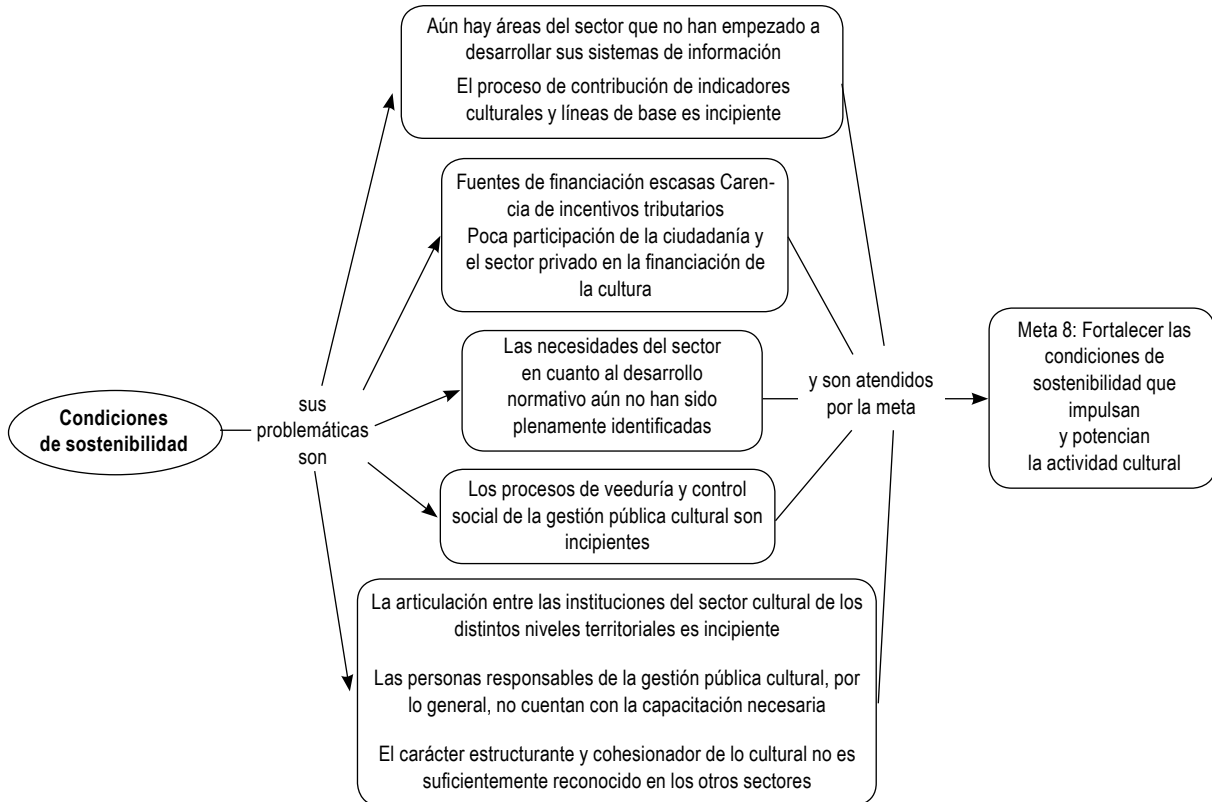 Aún hay áreas del sector que no han empezado a
desarrollar sus sistemas de información
El proceso de contribución de indicadores
culturales y líneas de base es incipiente
Fuentes de financiación escasas Caren-
cia de incentivos tributarios
Poca participación de la ciudadanía y
el sector privado en la financiación de
la cultura
Las necesidades del sector
en cuanto al desarrollo
normativo aún no han sido
plenamente identificadas
Los procesos de veeduría y control
social de la gestión pública cultural son
incipientes
La articulación entre las instituciones del sector cultural de los
distintos niveles territoriales es incipiente
Las personas responsables de la gestión pública cultural, por
lo general, no cuentan con la capacitación necesaria
El carácter estructurante y cohesionador de lo cultural no es
suficientemente reconocido en los otros sectores
Condiciones
de sostenibilidad
sus
problemáticas
son
y son atendidos
por la meta
Meta 8: Fortalecer las
condiciones de
sostenibilidad que
impulsan
y potencian
la actividad cultural